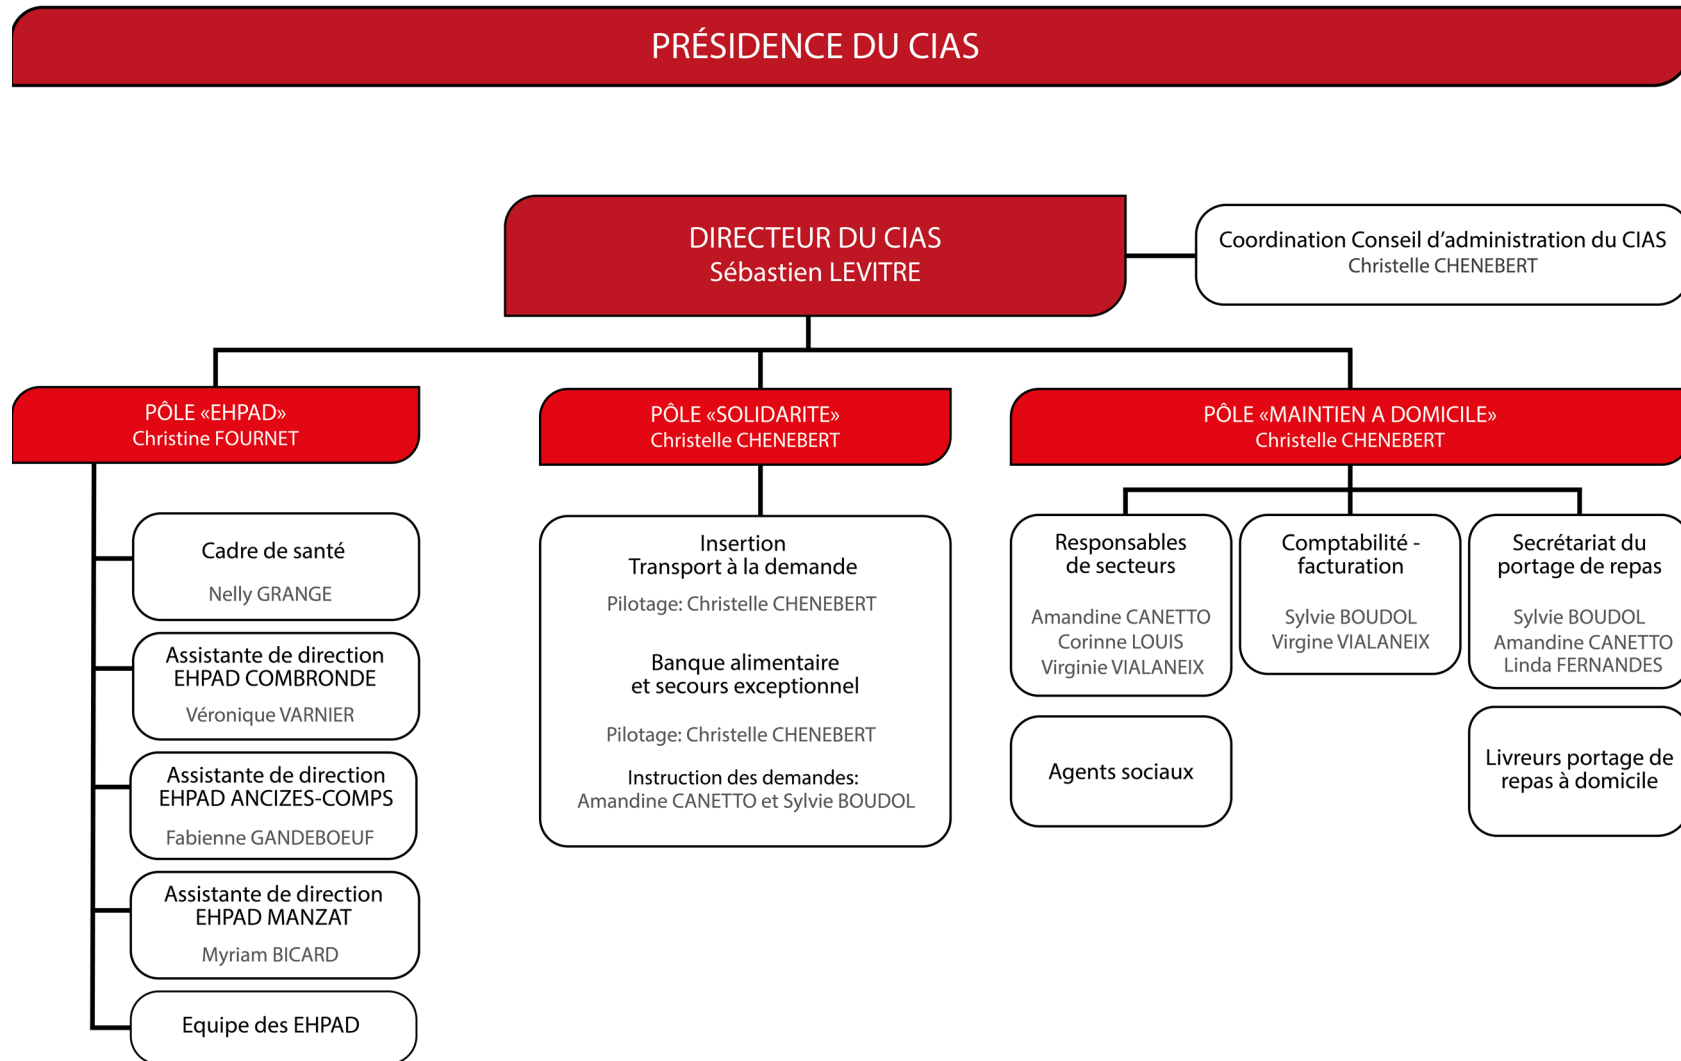 PRÉSIDENCE DU CIAS
DIRECTEUR DU CIAS
Sébastien LEVITRE
Coordination Conseil d’administration du CIAS
Christelle CHENEBERT
PÔLE «EHPAD»
Christine FOURNET
Cadre de santé
Nelly GRANGE
Assistante de direction
EHPAD COMBRONDE
Véronique VARNIER
Assistante de direction
EHPAD ANCIZES-COMPS
Fabienne GANDEBOEUF
Assistante de direction
EHPAD MANZAT
Myriam BICARD
Equipe des EHPAD
PÔLE «SOLIDARITE»
Christelle CHENEBERT
Insertion
Transport à la demande
Pilotage: Christelle CHENEBERT
Banque alimentaire
et secours exceptionnel
Pilotage: Christelle CHENEBERT
Instruction des demandes:
Amandine CANETTO et Sylvie BOUDOL
PÔLE «MAINTIEN A DOMICILE»
Christelle CHENEBERT
Responsables
de secteurs
Amandine CANETTO
Corinne LOUIS
Virginie VIALANEIX
Agents sociaux
Comptabilité -
facturation
Sylvie BOUDOL
Virgine VIALANEIX
Secrétariat du
portage de repas
Sylvie BOUDOL
Amandine CANETTO
Linda FERNANDES
Livreurs portage de
repas à domicile